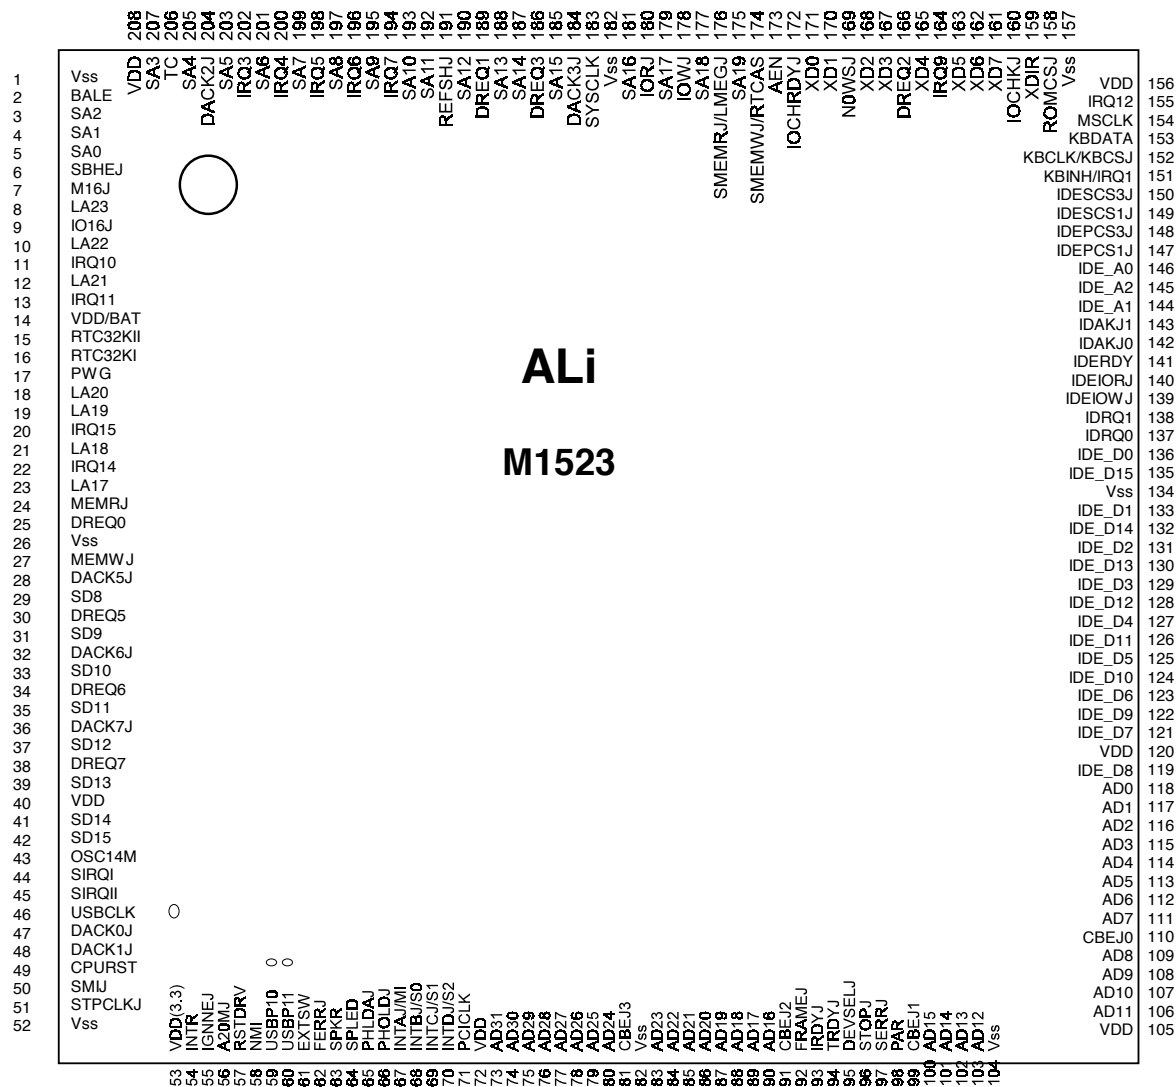 208 207 206 205 204 203 202 201 200 199 198 197 196 195 194 193 192 191 190 189 188 187 186 185 184 183 182 181 180 179 178 177 176 175 174 173 172 171 170 169 168 167 166 165 164 163 162 161 160 159 158 157
VDD SA3 TC SA4 DACK2J SA5 IRQ3 SA6 IRQ4 SA7 IRQ5 SA8 IRQ6 SA9 IRQ7 SA10 SA11 REFSHJ SA12 DREQ1 SA13 SA14 DREQ3 SA15 DACK3J SYSCLK Vss SA16 IORJ SA17 IOWJ SA18 SMEMRJ/LMEGJ SA19 SMEMWJ/RTCAS AEN IOCHRDYJ XD0 XD1 N0WSJ XD2 XD3 DREQ2 XD4 IRQ9 XD5 XD6 XD7 IOCHKJ XDIR ROMCSJ Vss
1 Vss
2 BALE
3 SA2
4 SA1
5 SA0
6 SBHEJ
7 M16J
8 LA23
9 IO16J
10 LA22
11 IRQ10
12 LA21
13 IRQ11
14 VDD/BAT
15 RTC32KII
16 RTC32KI
17 PWG
18 LA20
19 LA19
20 IRQ15
21 LA18
22 IRQ14
23 LA17
24 MEMRJ
25 DREQ0
26 Vss
27 MEMWJ
28 DACK5J
29 SD8
30 DREQ5
31 SD9
32 DACK6J
33 SD10
34 DREQ6
35 SD11
36 DACK7J
37 SD12
38 DREQ7
39 SD13
40 VDD
41 SD14
42 SD15
43 OSC14M
44 SIRQI
45 SIRQII
46 USBCLK
47 DACK0J
48 DACK1J
49 CPURST
50 SMIJ
51 STPCLKJ
52 Vss
ALi
M1523
VDD 156
IRQ12 155
MSCLK 154
KBDATA 153
KBCLK/KBCSJ 152
KBINH/IRQ1 151
IDESCS3J 150
IDESCS1J 149
IDEPCS3J 148
IDEPCS1J 147
IDE_A0 146
IDE_A2 145
IDE_A1 144
IDAKJ1 143
IDAKJ0 142
IDERDY 141
IDEIORJ 140
IDEIOWJ 139
IDRQ1 138
IDRQ0 137
IDE_D0 136
IDE_D15 135
Vss 134
IDE_D1 133
IDE_D14 132
IDE_D2 131
IDE_D13 130
IDE_D3 129
IDE_D12 128
IDE_D4 127
IDE_D11 126
IDE_D5 125
IDE_D10 124
IDE_D6 123
IDE_D9 122
IDE_D7 121
VDD 120
IDE_D8 119
AD0 118
AD1 117
AD2 116
AD3 115
AD4 114
AD5 113
AD6 112
AD7 111
CBEJ0 110
AD8 109
AD9 108
AD10 107
AD11 106
VDD 105
VDD(3.3) INTR IGNNEJ A20MJ RSTDRV NMI USBP10 USBP11 EXTSW FERRJ SPKR SPLED PHLDAJ PHOLDJ INTAJ/MI INTBJ/S0 INTCJ/S1 INTDJ/S2 PCICLK VDD AD31 AD30 AD29 AD28 AD27 AD26 AD25 AD24 CBEJ3 Vss AD23 AD22 AD21 AD20 AD19 AD18 AD17 AD16 CBEJ2 FRAMEJ IRDYJ TRDYJ DEVSELJ STOPJ SERRJ PAR CBEJ1 AD15 AD14 AD13 AD12 Vss
53 54 55 56 57 58 59 60 61 62 63 64 65 66 67 68 69 70 71 72 73 74 75 76 77 78 79 80 81 82 83 84 85 86 87 88 89 90 91 92 93 94 95 96 97 98 99 100 101 102 103 104